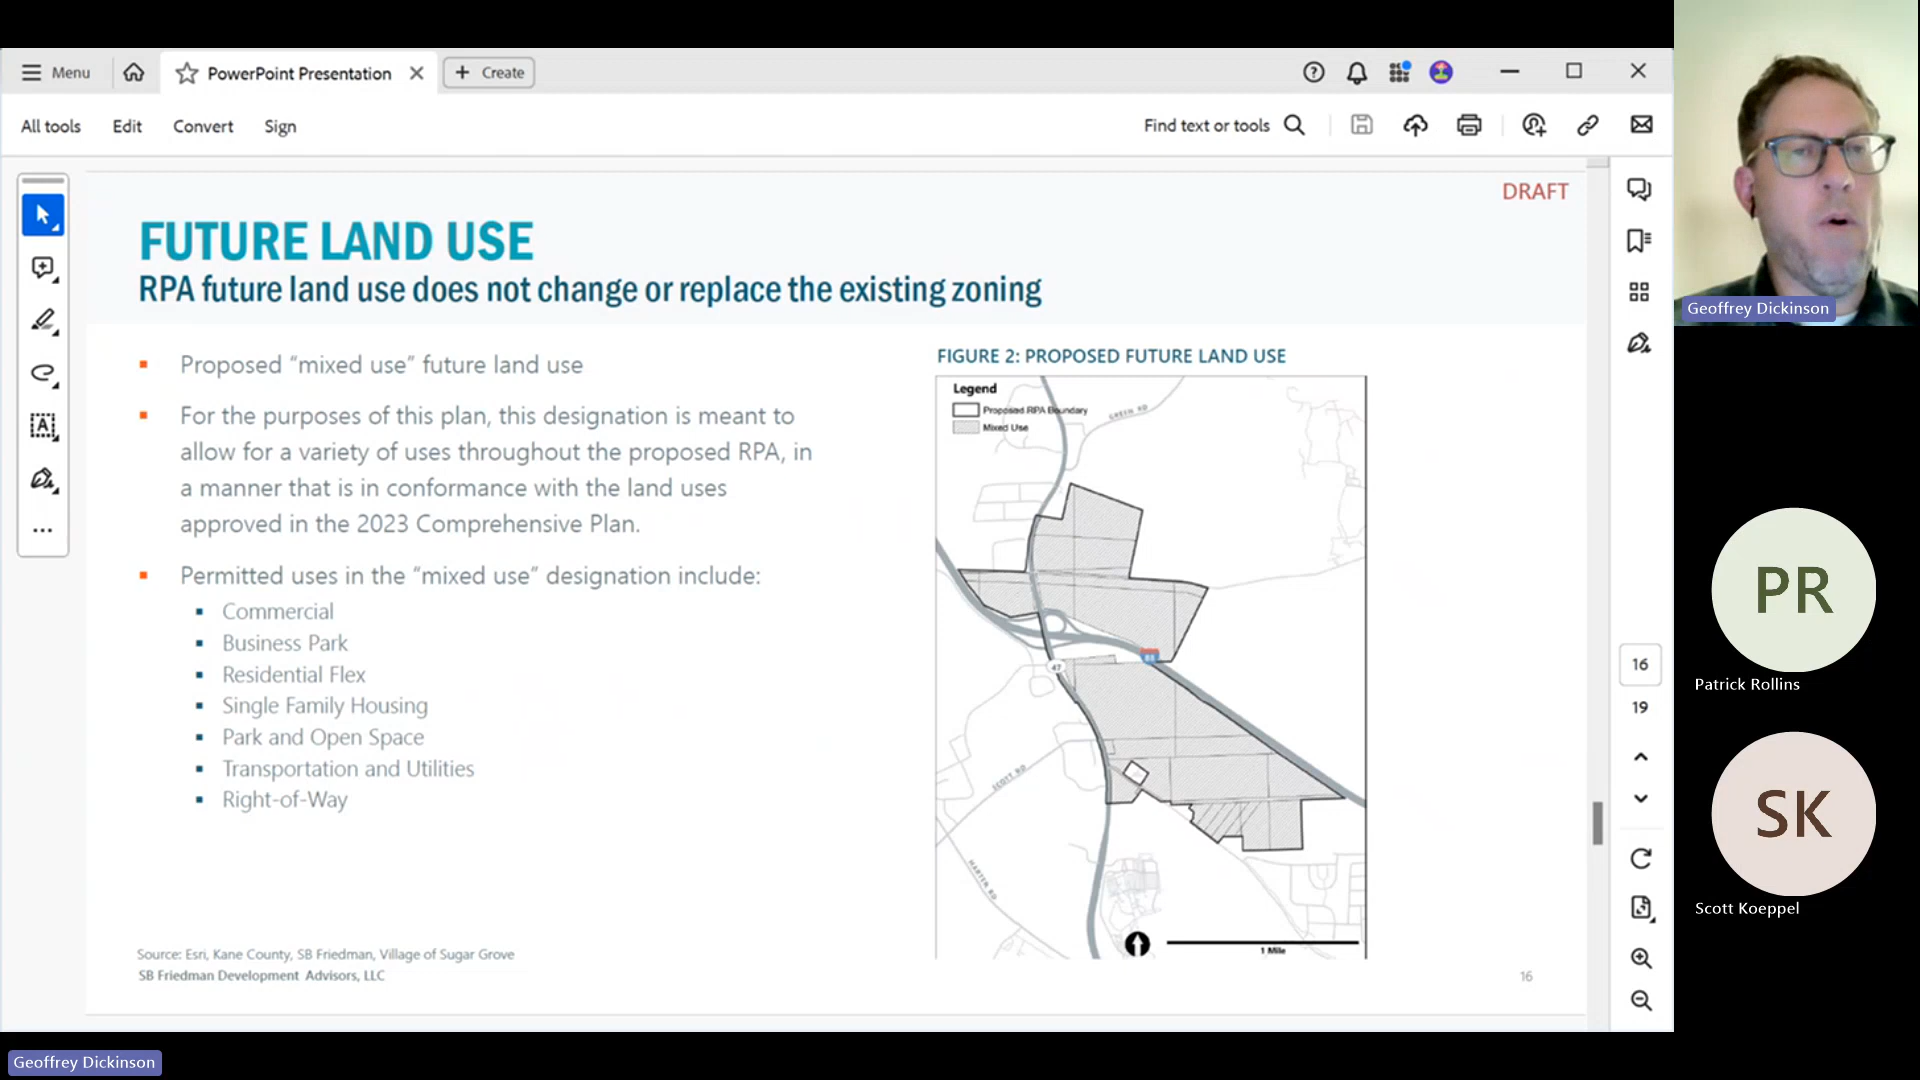 Menu
PowerPoint Presentation
Create
All tools
Edit
Convert
Sign
Find text or tools
DRAFT
FUTURE LAND USE
RPA future land use does not change or replace the existing zoning
Proposed “mixed use” future land use
For the purposes of this plan, this designation is meant to
allow for a variety of uses throughout the proposed RPA, in
a manner that is in conformance with the land uses
approved in the 2023 Comprehensive Plan.
Permitted uses in the “mixed use” designation include:
Commercial
Business Park
Residential Flex
Single Family Housing
Park and Open Space
Transportation and Utilities
Right-of-Way
FIGURE 2: PROPOSED FUTURE LAND USE
Legend
Proposed RPA Boundary
Mixed Use
GREEN RD
47
SCOTT RD
HARTER RD
1 Mile
Source: Esri, Kane County, SB Friedman, Village of Sugar Grove
SB Friedman Development Advisors, LLC
16
16
19
Geoffrey Dickinson
PR
Patrick Rollins
SK
Scott Koeppel
Geoffrey Dickinson